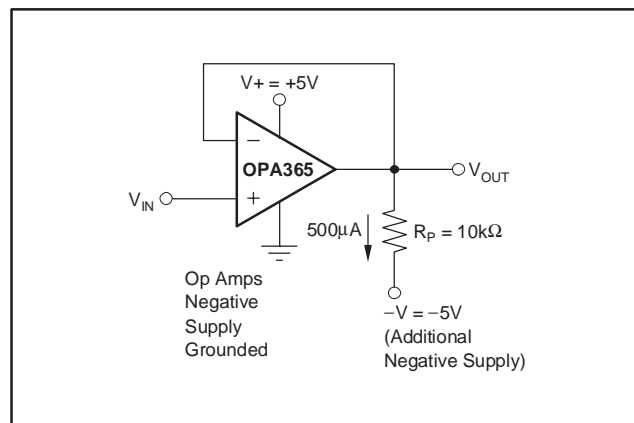 V+ = +5V
−
OPA365
+
V_IN
V_OUT
500μA
R_P = 10kΩ
Op Amps
Negative
Supply
Grounded
−V = −5V
(Additional
Negative Supply)